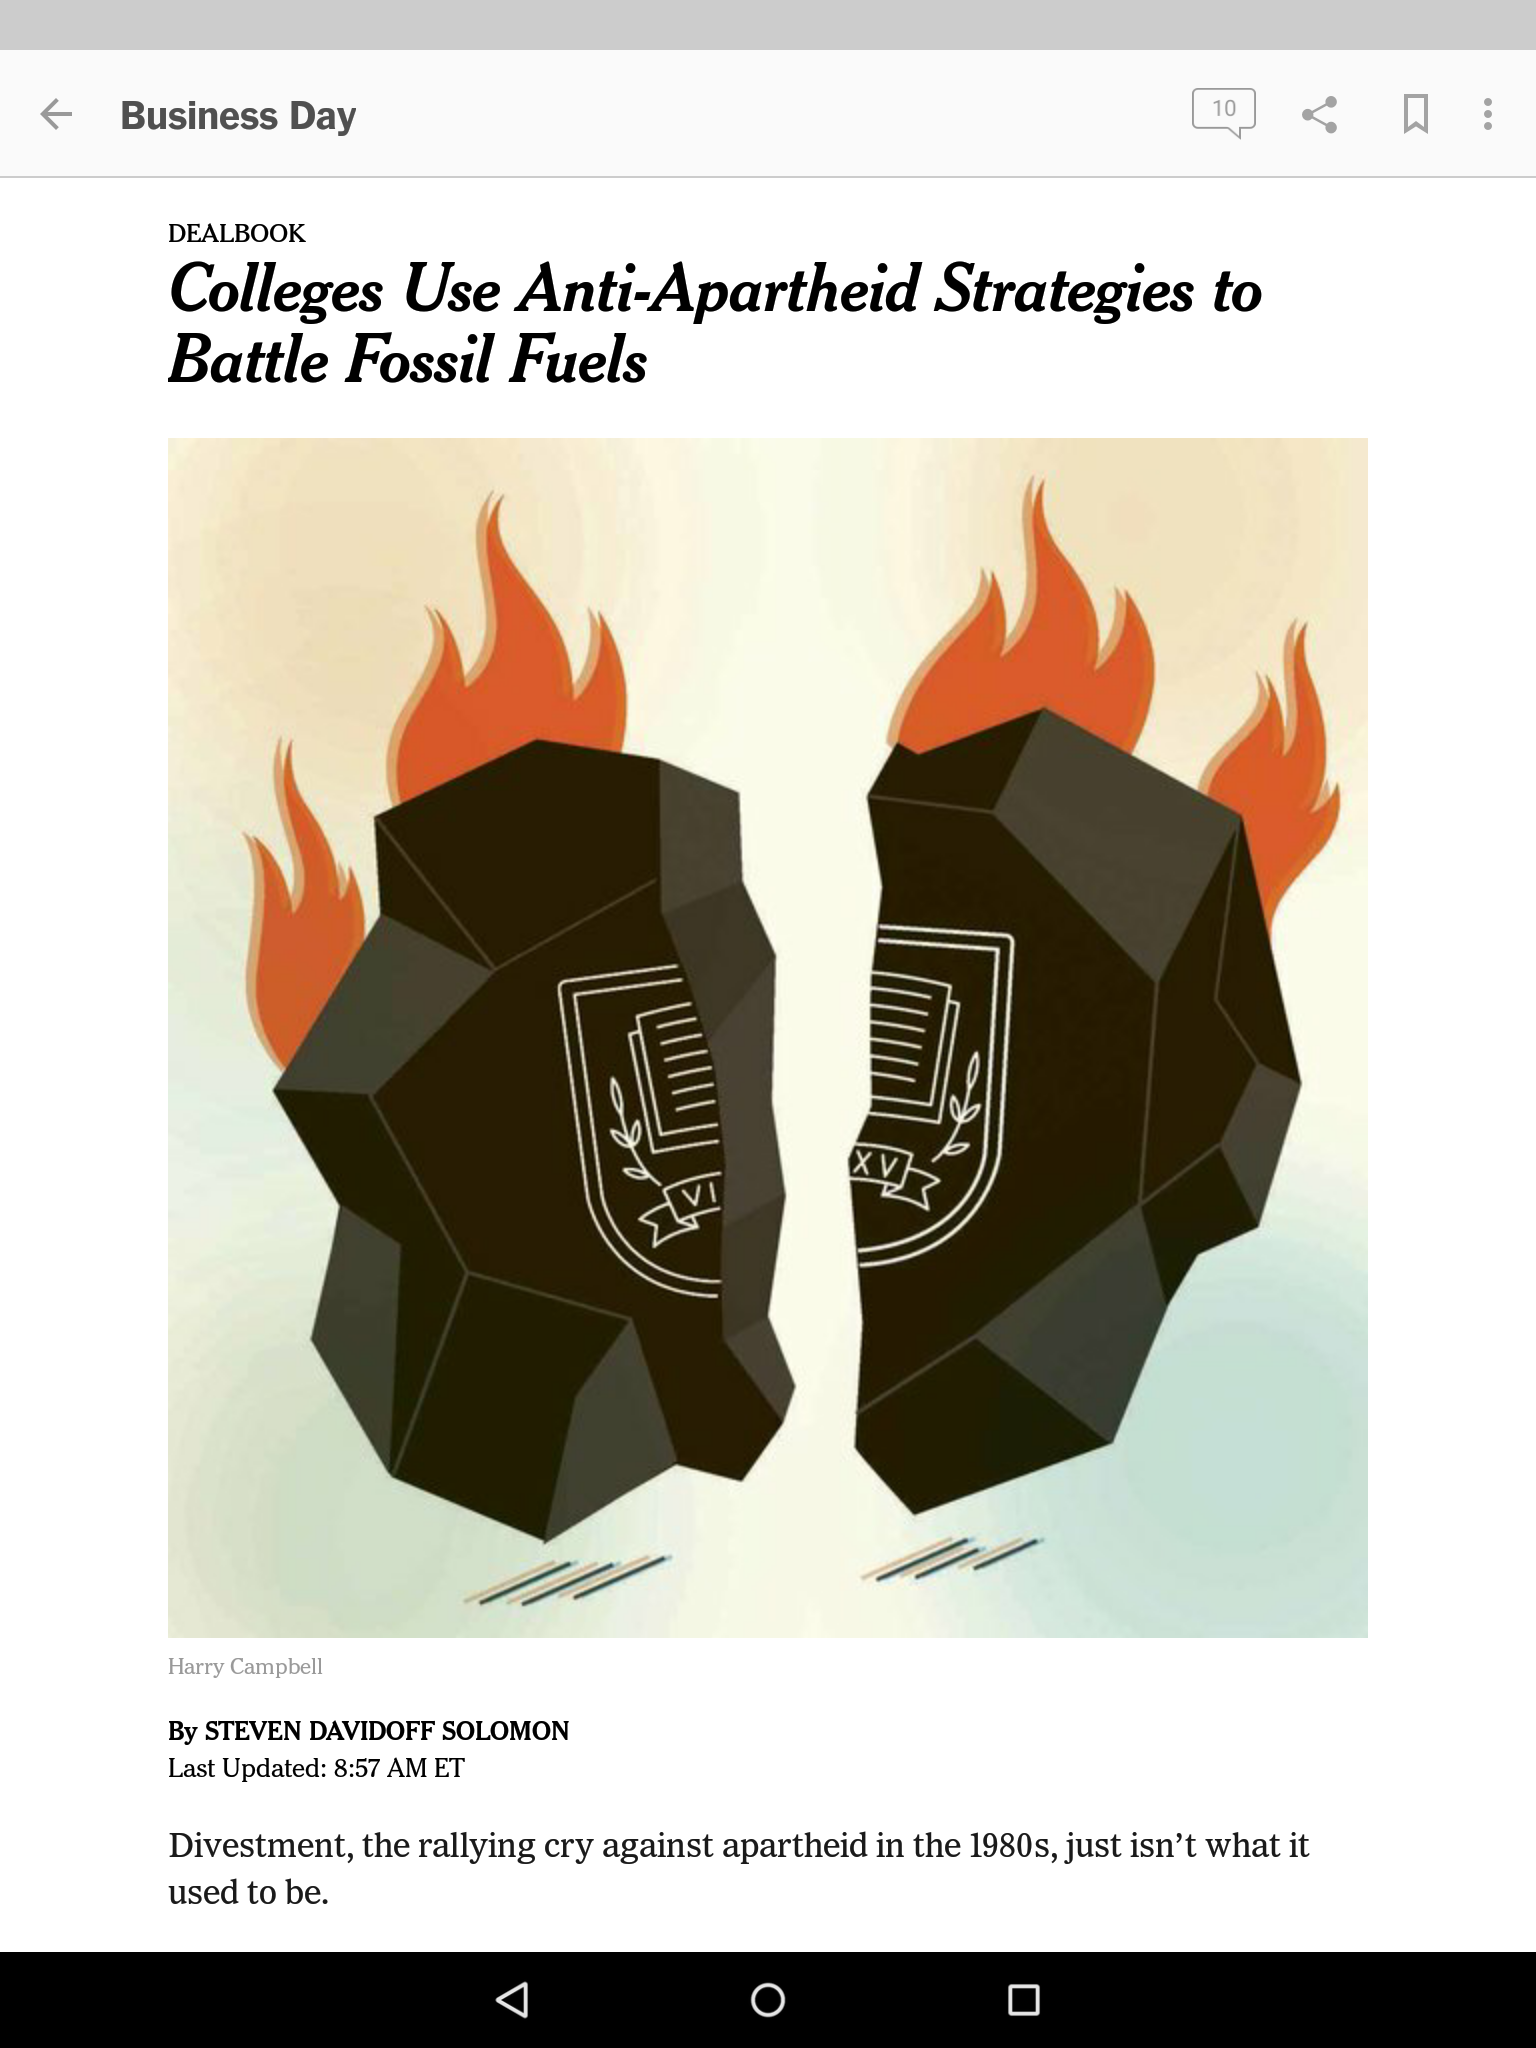 Business Day
10
DEALBOOK
Colleges Use Anti-Apartheid Strategies to
Battle Fossil Fuels
VI
XV
Harry Campbell
By STEVEN DAVIDOFF SOLOMON
Last Updated: 8:57 AM ET
Divestment, the rallying cry against apartheid in the 1980s, just isn’t what it
used to be.